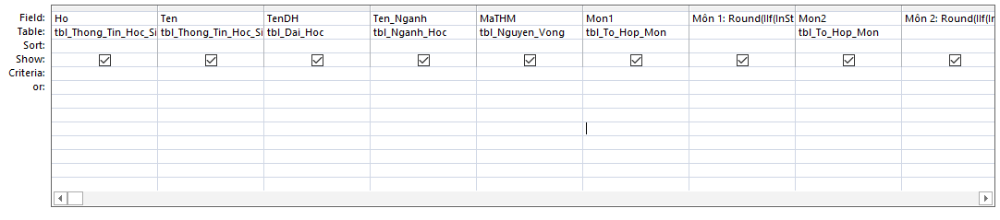 Field: Ho Ten TenDH Ten_Nganh MaTHM Mon1 Môn 1: Round(IIf(InSt Mon2 Môn 2: Round(IIf(In
Table: tbl_Thong_Tin_Hoc_Si tbl_Thong_Tin_Hoc_Si tbl_Dai_Hoc tbl_Nganh_Hoc tbl_Nguyen_Vong tbl_To_Hop_Mon tbl_To_Hop_Mon
Sort:
Show:
Criteria:
or: